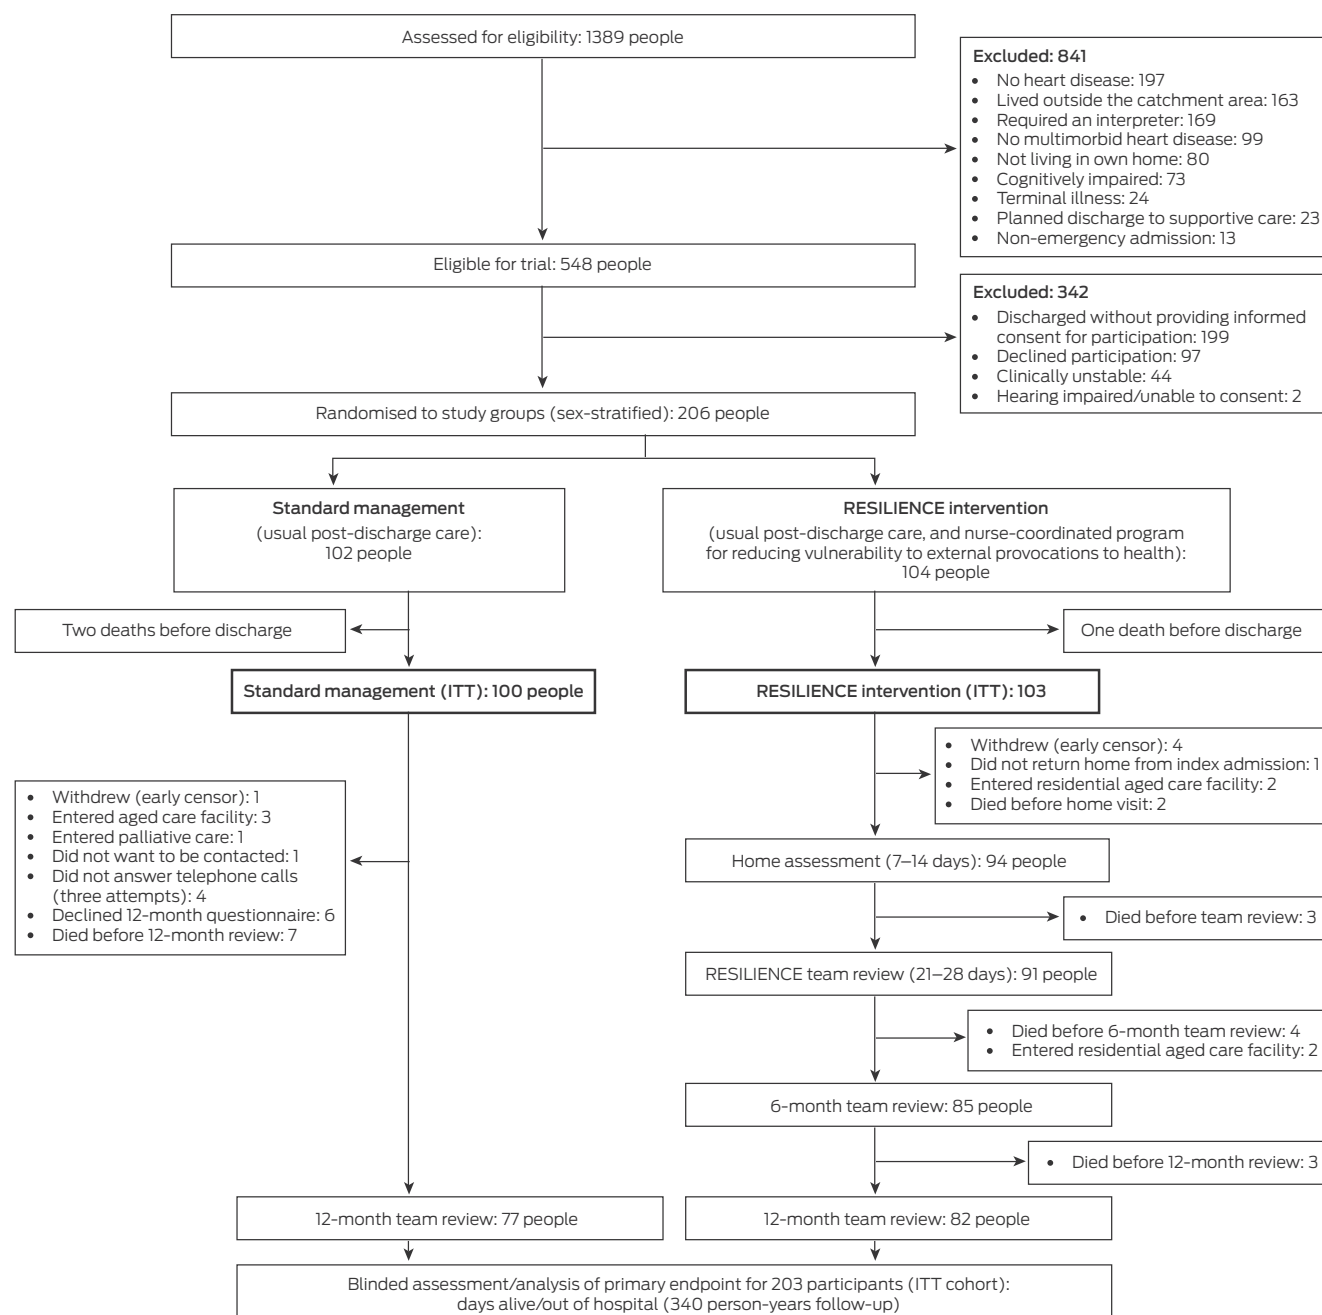 Assessed for eligibility: 1389 people
Excluded: 841
• No heart disease: 197
• Lived outside the catchment area: 163
• Required an interpreter: 169
• No multimorbid heart disease: 99
• Not living in own home: 80
• Cognitively impaired: 73
• Terminal illness: 24
• Planned discharge to supportive care: 23
• Non-emergency admission: 13
Eligible for trial: 548 people
Excluded: 342
• Discharged without providing informed
consent for participation: 199
• Declined participation: 97
• Clinically unstable: 44
• Hearing impaired/unable to consent: 2
Randomised to study groups (sex-stratified): 206 people
Standard management
(usual post-discharge care):
102 people
RESILIENCE intervention
(usual post-discharge care, and nurse-coordinated program
for reducing vulnerability to external provocations to health):
104 people
Two deaths before discharge
One death before discharge
Standard management (ITT): 100 people
RESILIENCE intervention (ITT): 103
• Withdrew (early censor): 4
• Did not return home from index admission: 1
• Entered residential aged care facility: 2
• Died before home visit: 2
• Withdrew (early censor): 1
• Entered aged care facility: 3
• Entered palliative care: 1
• Did not want to be contacted: 1
• Did not answer telephone calls
(three attempts): 4
• Declined 12-month questionnaire: 6
• Died before 12-month review: 7
Home assessment (7–14 days): 94 people
• Died before team review: 3
RESILIENCE team review (21–28 days): 91 people
• Died before 6-month team review: 4
• Entered residential aged care facility: 2
6-month team review: 85 people
• Died before 12-month review: 3
12-month team review: 77 people
12-month team review: 82 people
Blinded assessment/analysis of primary endpoint for 203 participants (ITT cohort):
days alive/out of hospital (340 person-years follow-up)